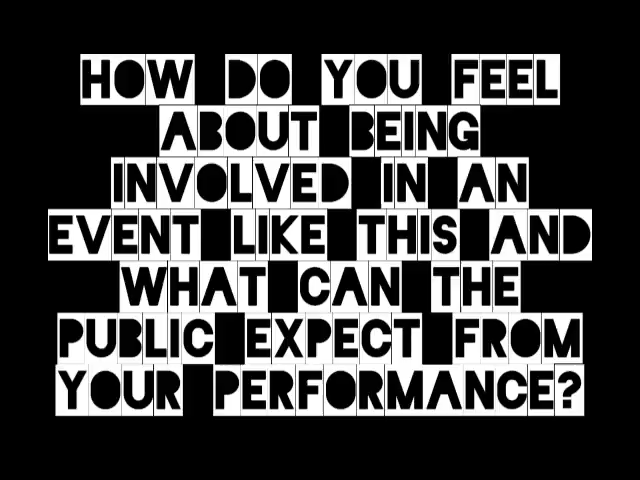 HOW DO YOU FEEL
ABOUT BEING
INVOLVED IN AN
EVENT LIKE THIS AND
WHAT CAN THE
PUBLIC EXPECT FROM
YOUR PERFORMANCE?